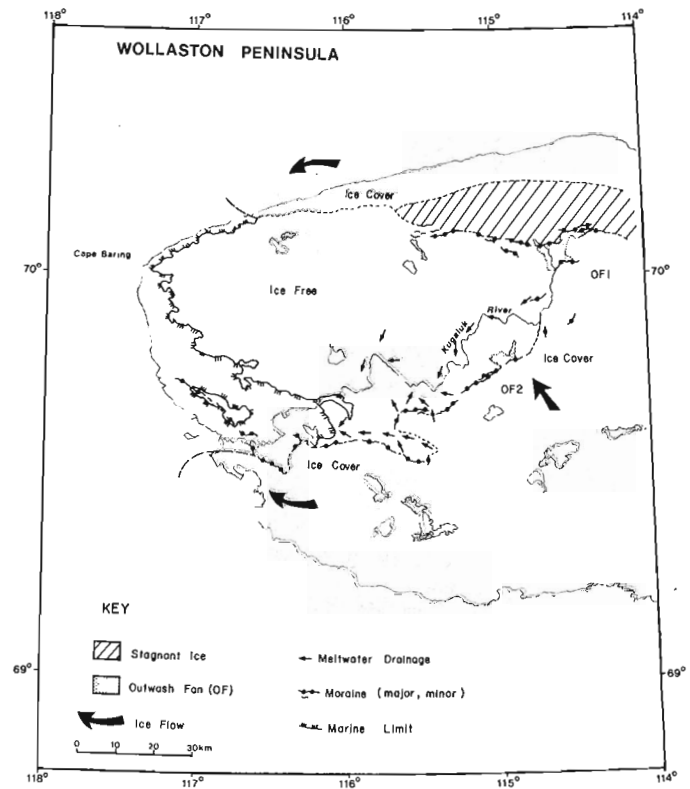 118°
117°
116°
115°
114°
WOLLASTON PENINSULA
Ice Cover
Cape Baring
70°
70°
OF1
Ice Free
River
Kugaluk
Ice Cover
OF2
Ice Cover
KEY
Stagnant Ice
Meltwater Drainage
69°
69°
Outwash Fan (OF)
Moraine (major, minor)
Ice Flow
Marine Limit
0 10 20 30km
118°
117°
116°
115°
114°